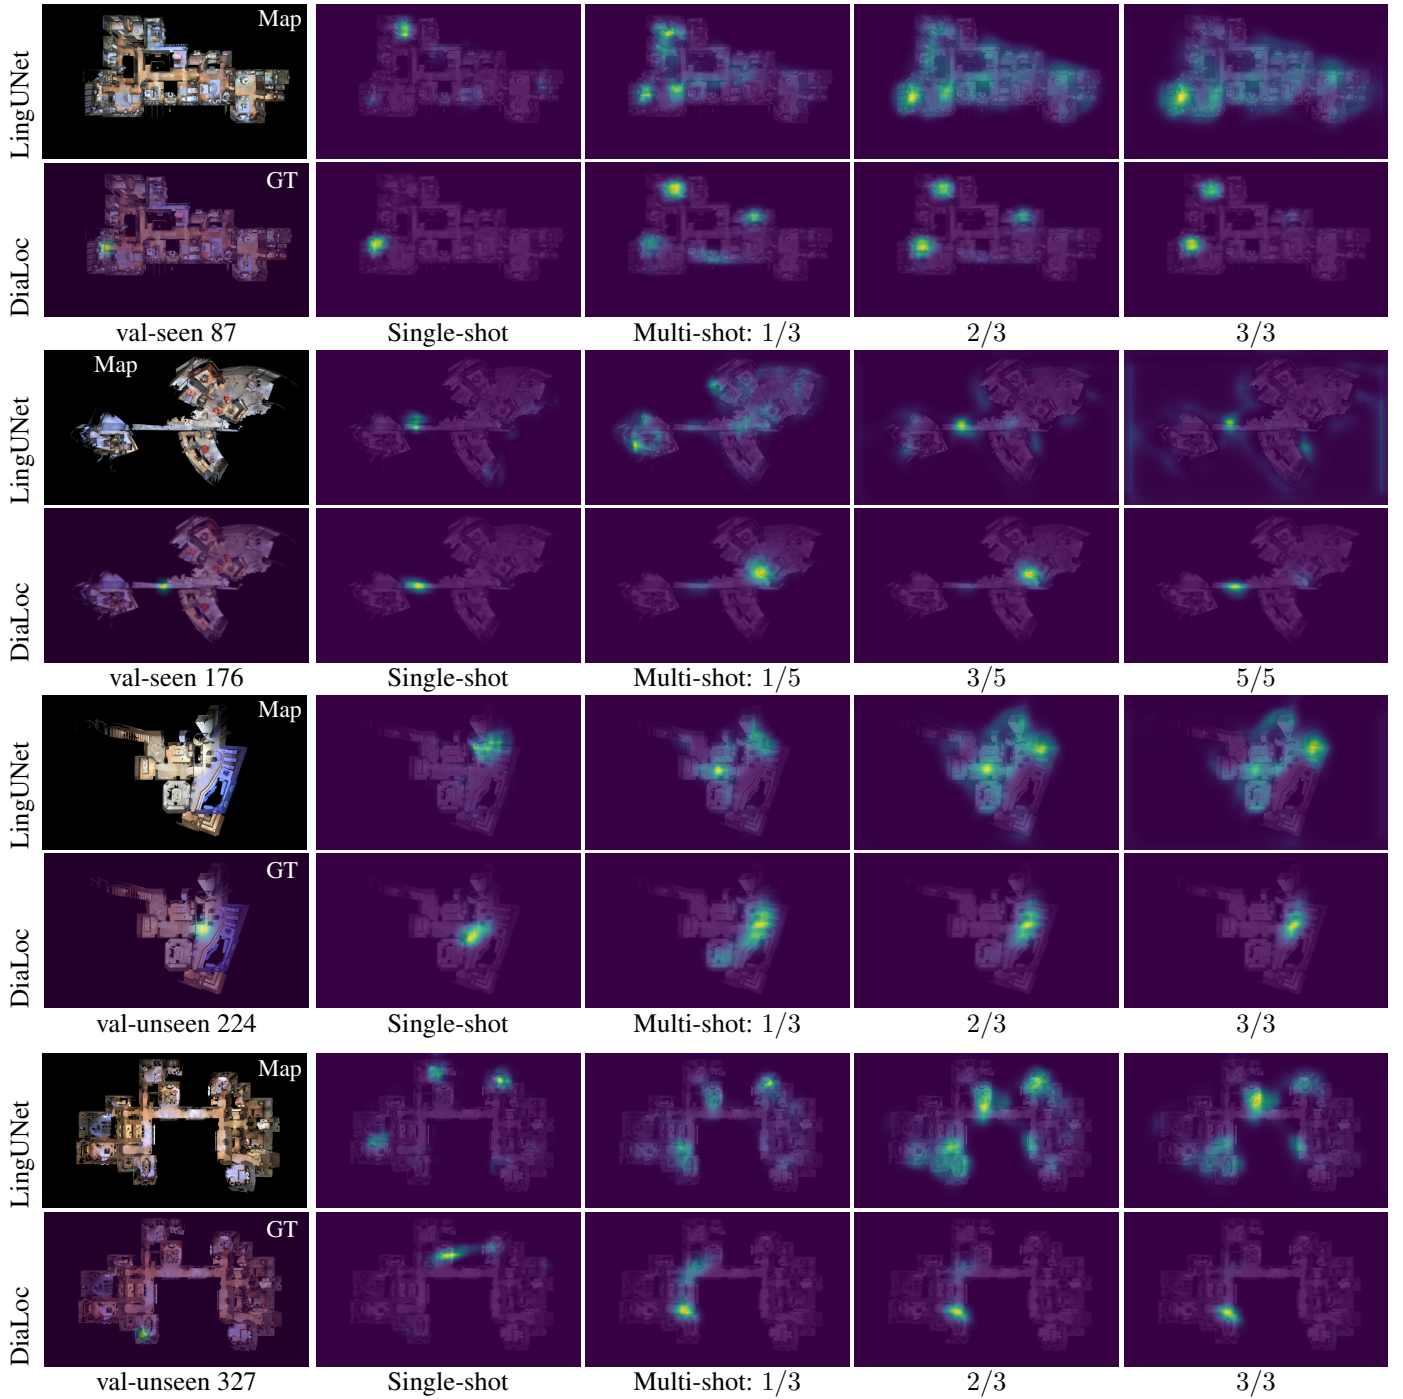 LingUNet
Map
DiaLoc
GT
val-seen 87 Single-shot Multi-shot: 1/3 2/3 3/3
LingUNet
Map
DiaLoc
val-seen 176 Single-shot Multi-shot: 1/5 3/5 5/5
LingUNet
Map
DiaLoc
GT
val-unseen 224 Single-shot Multi-shot: 1/3 2/3 3/3
LingUNet
Map
DiaLoc
GT
val-unseen 327 Single-shot Multi-shot: 1/3 2/3 3/3